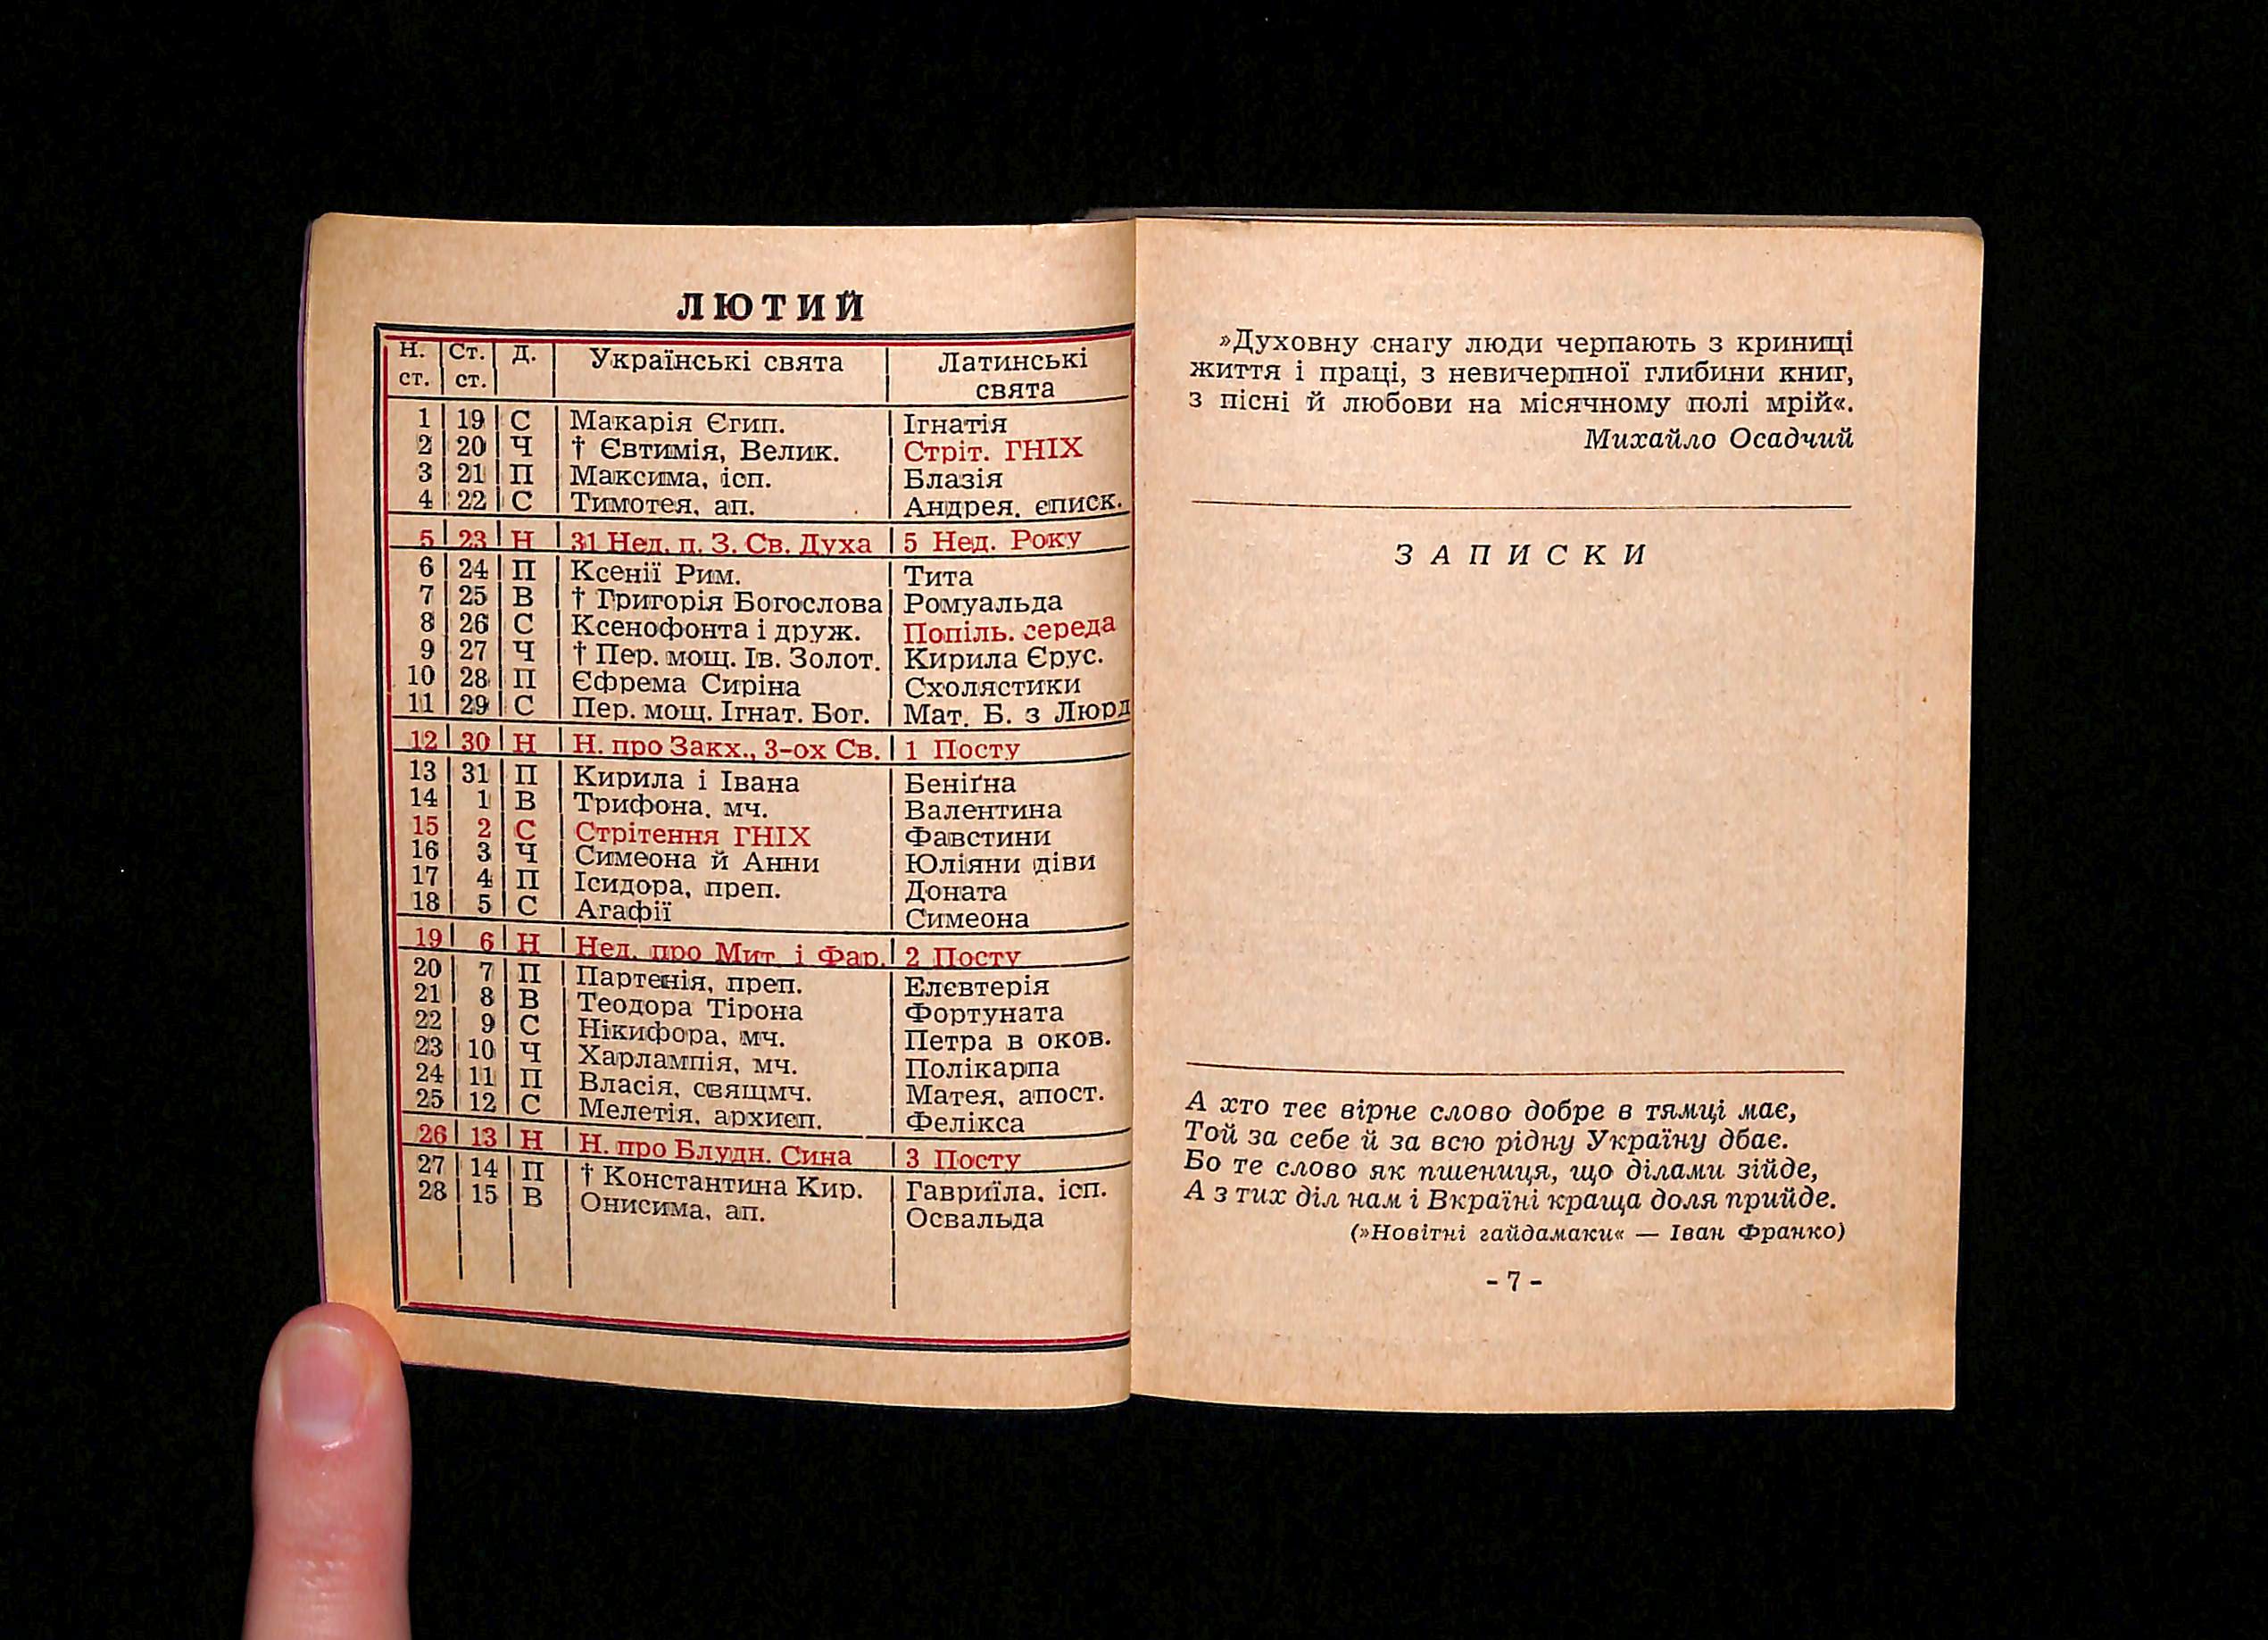 ЛЮТИЙ
Н. ст. | Ст. ст. | Д. | Українські свята | Латинські свята
1 | 19 | С | Макарія Єгип. | Ігнатія
2 | 20 | Ч | † Євтимія, Велик. | Стріт. ГНІХ
3 | 21 | П | Максима, ісп. | Блазія
4 | 22 | С | Тимотея, ап. | Андрея, єписк.
5 | 23 | Н | 31 Нед. п. З. Св. Духа | 5 Нед. Року
6 | 24 | П | Ксенії Рим. | Тита
7 | 25 | В | † Григорія Богослова | Ромуальда
8 | 26 | С | Ксенофонта і друж. | Попіль. середа
9 | 27 | Ч | † Пер. мощ. Ів. Золот. | Кирила Єрус.
10 | 28 | П | Єфрема Сиріна | Схолястики
11 | 29 | С | Пер. мощ. Ігнат. Бог. | Мат. Б. з Люрд
12 | 30 | Н | Н. про Закх., 3-ох Св. | 1 Посту
13 | 31 | П | Кирила і Івана | Беніґна
14 | 1 | В | Трифона, мч. | Валентина
15 | 2 | С | Стрітення ГНІХ | Фавстини
16 | 3 | Ч | Симеона й Анни | Юліяни діви
17 | 4 | П | Ісидора, преп. | Доната
18 | 5 | С | Агафії | Симеона
19 | 6 | Н | Нед. про Мит і Фар. | 2 Посту
20 | 7 | П | Партенія, преп. | Елєвтерія
21 | 8 | В | Теодора Тірона | Фортуната
22 | 9 | С | Нікифора, мч. | Петра в оков.
23 | 10 | Ч | Харлампія, мч. | Полікарпа
24 | 11 | П | Власія, свящмч. | Матея, апост.
25 | 12 | С | Мелетія, архиєп. | Фелікса
26 | 13 | Н | Н. про Блудн. Сина | 3 Посту
27 | 14 | П | † Константина Кир. | Гавриїла, ісп.
28 | 15 | В | Онисима, ап. | Освальда
»Духовну снагу люди черпають з криниці
життя і праці, з невичерпної глибини книг,
з пісні й любови на місячному полі мрій«.
Михайло Осадчий
ЗАПИСКИ
А хто теє вірне слово добре в тямці має,
Той за себе й за всю рідну Україну дбає.
Бо те слово як пшениця, що ділами зійде,
А з тих діл нам і Вкраїні краща доля прийде.
(»Новітні гайдамаки« — Іван Франко)
- 7 -